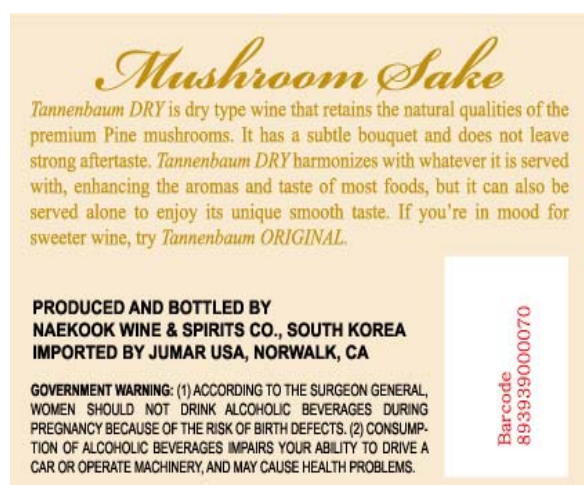 Mushroom Sake
Tannenbaum DRY is dry type wine that retains the natural qualities of the
premium Pine mushrooms. It has a subtle bouquet and does not leave
strong aftertaste. Tannenbaum DRY harmonizes with whatever it is served
with, enhancing the aromas and taste of most foods, but it can also be
served alone to enjoy its unique smooth taste. If you're in mood for
sweeter wine, try Tannenbaum ORIGINAL.
PRODUCED AND BOTTLED BY
NAEKOOK WINE & SPIRITS CO., SOUTH KOREA
IMPORTED BY JUMAR USA, NORWALK, CA
GOVERNMENT WARNING: (1) ACCORDING TO THE SURGEON GENERAL,
WOMEN SHOULD NOT DRINK ALCOHOLIC BEVERAGES DURING
PREGNANCY BECAUSE OF THE RISK OF BIRTH DEFECTS. (2) CONSUMP-
TION OF ALCOHOLIC BEVERAGES IMPAIRS YOUR ABILITY TO DRIVE A
CAR OR OPERATE MACHINERY, AND MAY CAUSE HEALTH PROBLEMS.
Barcode
8939390000070